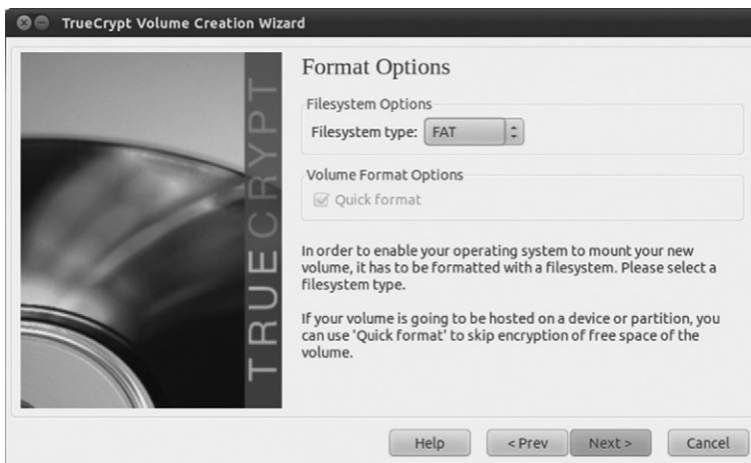 TrueCrypt Volume Creation Wizard
TRUECRYPT
Format Options
Filesystem Options
Filesystem type: FAT
Volume Format Options
Quick format
In order to enable your operating system to mount your new
volume, it has to be formatted with a filesystem. Please select a
filesystem type.
If your volume is going to be hosted on a device or partition, you
can use 'Quick format' to skip encryption of free space of the
volume.
Help
< Prev
Next >
Cancel